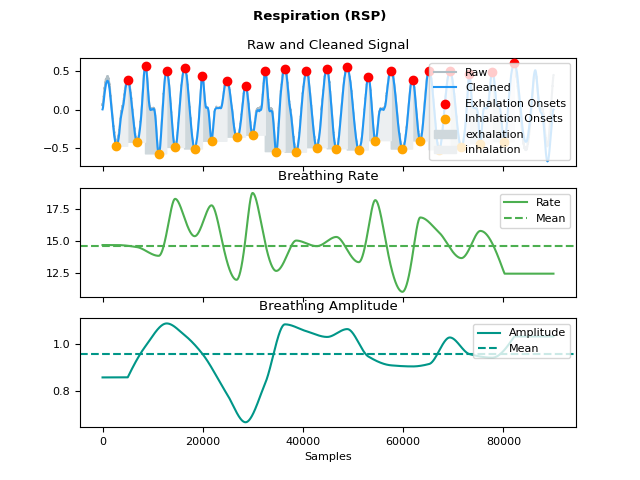 Respiration (RSP)
Raw and Cleaned Signal
0.5
0.0
−0.5
Raw
Cleaned
Exhalation Onsets
Inhalation Onsets
exhalation
inhalation
Breathing Rate
17.5
15.0
12.5
Rate
Mean
Breathing Amplitude
1.0
0.8
Amplitude
Mean
0 20000 40000 60000 80000
Samples